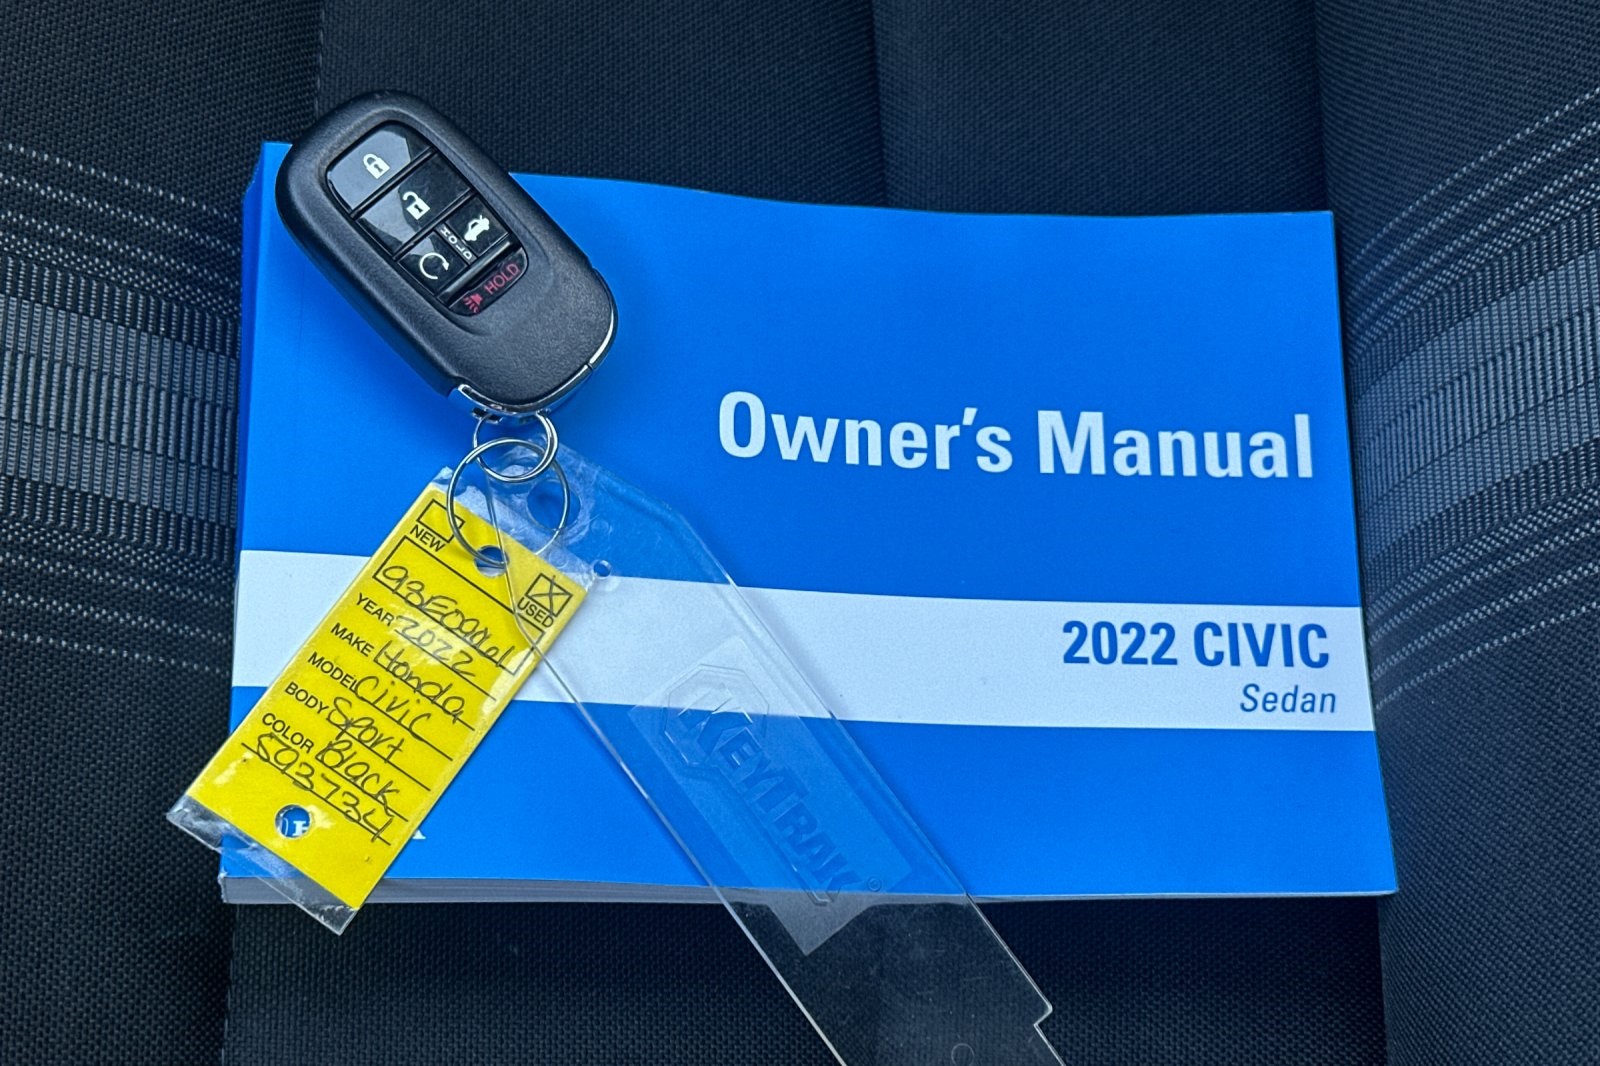 HOLD
HOLD
Owner's Manual
2022 CIVIC
Sedan
NEW
USED
YEAR 2022
MAKE Honda
MODEL Civic
BODY Sport
COLOR Black
KEYTRAK®